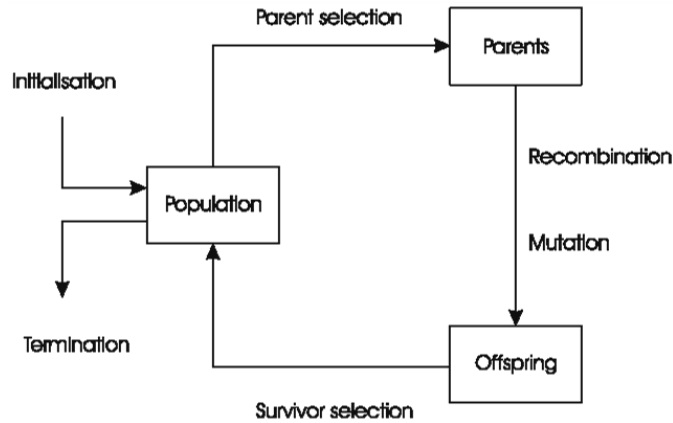 Parent selection
Parents
Initialisation
Recombination
Population
Mutation
Termination
Offspring
Survivor selection